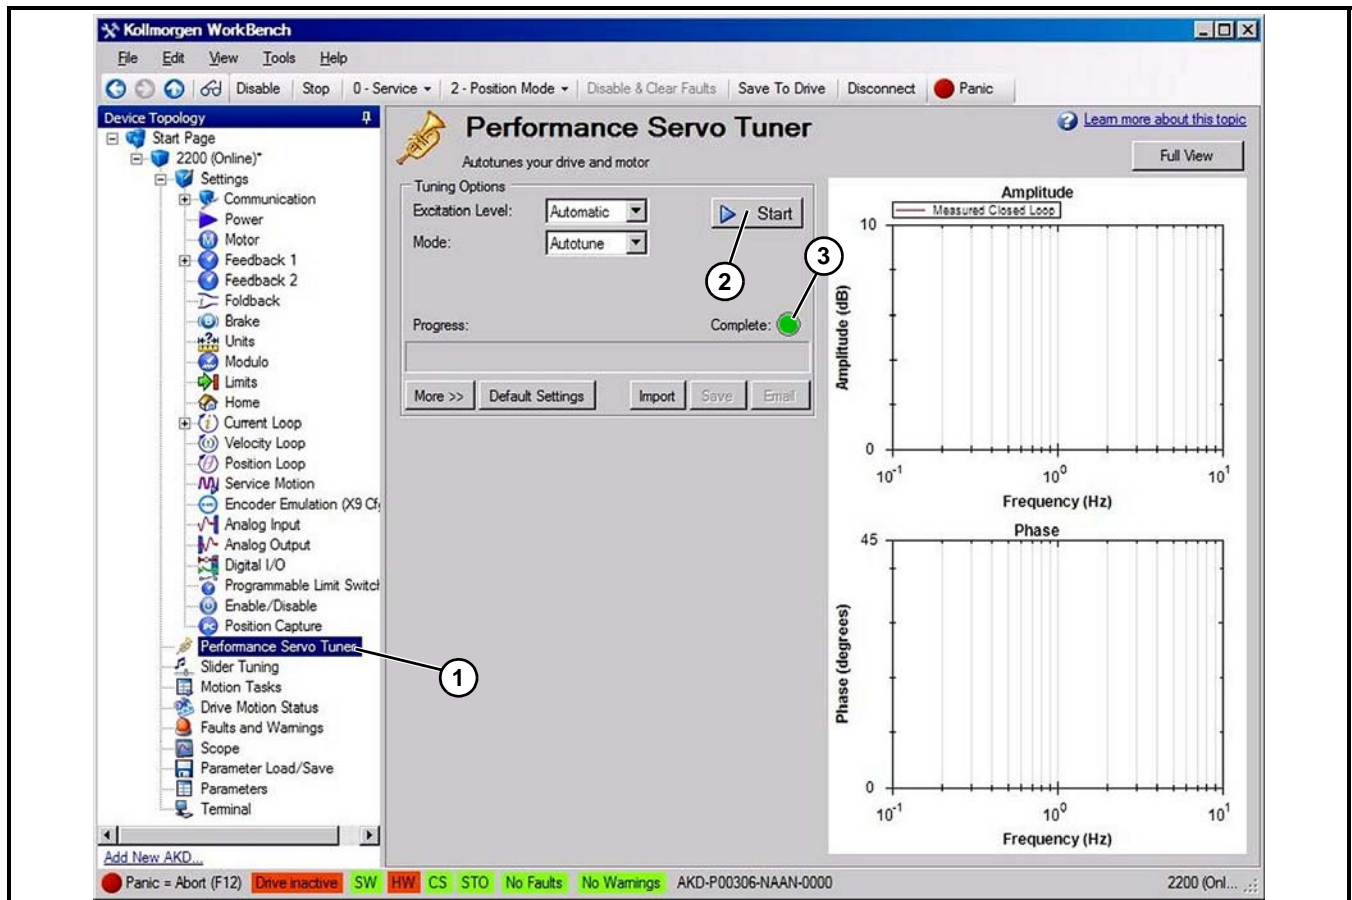 Kollmorgen WorkBench
File Edit View Tools Help
Disable Stop 0 - Service 2 - Position Mode Disable & Clear Faults Save To Drive Disconnect Panic
Device Topology
Start Page
2200 (Online)*
Settings
Communication
Power
Motor
Feedback 1
Feedback 2
Foldback
Brake
Units
Modulo
Limits
Home
Current Loop
Velocity Loop
Position Loop
Service Motion
Encoder Emulation (X9 Cf
Analog Input
Analog Output
Digital I/O
Programmable Limit Switc
Enable/Disable
Position Capture
Performance Servo Tuner
Slider Tuning
Motion Tasks
Drive Motion Status
Faults and Warnings
Scope
Parameter Load/Save
Parameters
Terminal
Add New AKD...
1
Performance Servo Tuner
Autotunes your drive and motor
Learn more about this topic
Full View
Tuning Options
Excitation Level: Automatic
Start
Mode: Autotune
2
3
Progress: Complete:
More >> Default Settings Import Save Email
Amplitude
Measured Closed Loop
10
Amplitude (dB)
0
10-1 100 101
Frequency (Hz)
Phase
45
Phase (degrees)
0
10-1 100 101
Frequency (Hz)
Panic = Abort (F12) Drive inactive SW HW CS STO No Faults No Warnings AKD-P00306-NAAN-0000 2200 (Onl...